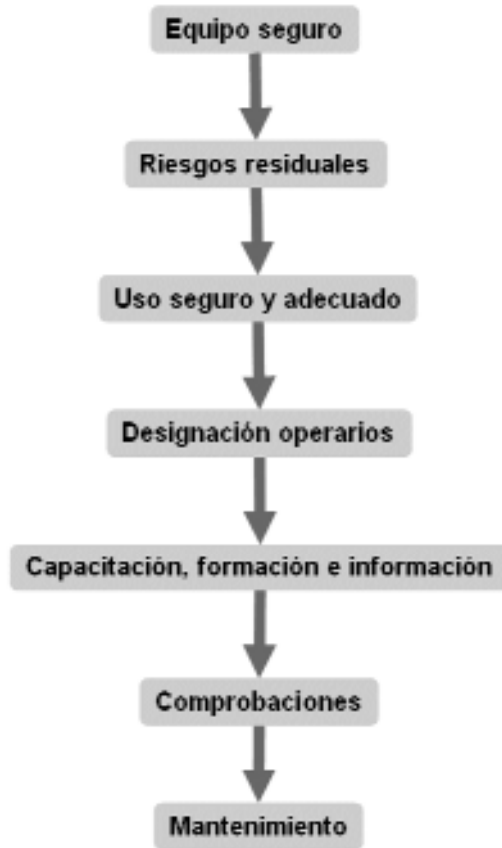 Equipo seguro
Riesgos residuales
Uso seguro y adecuado
Designación operarios
Capacitación, formación e información
Comprobaciones
Mantenimiento